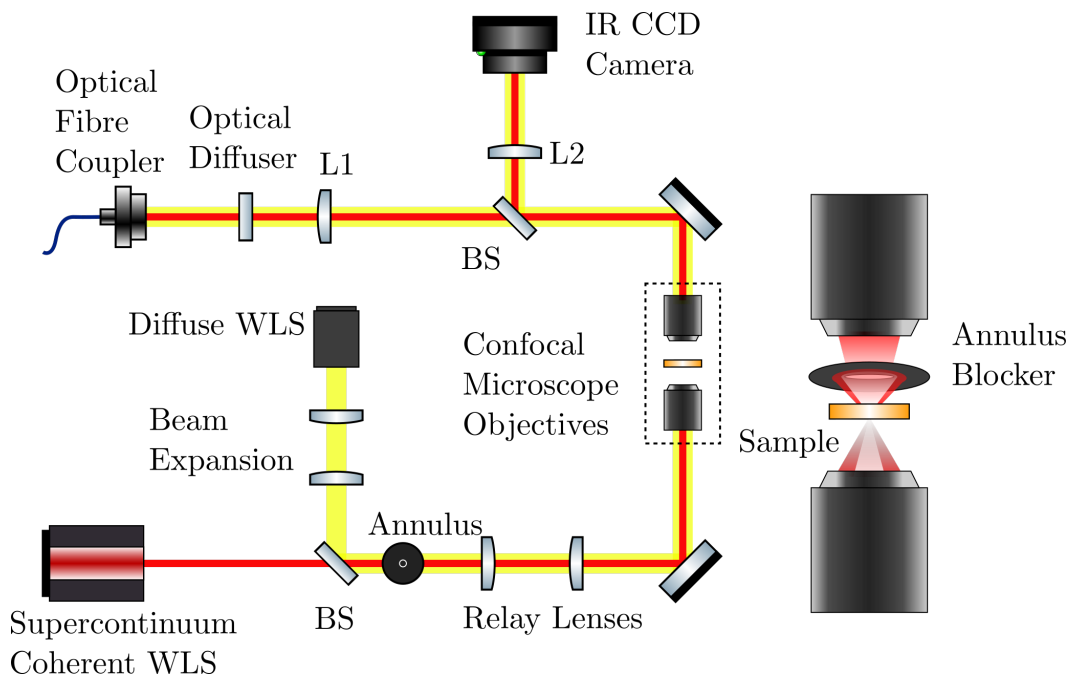 IR CCD
Camera
Optical
Fibre
Coupler
Optical
Diffuser
L1
L2
BS
Diffuse WLS
Confocal
Microscope
Objectives
Annulus
Blocker
Beam
Expansion
Sample
Annulus
BS
Relay Lenses
Supercontinuum
Coherent WLS